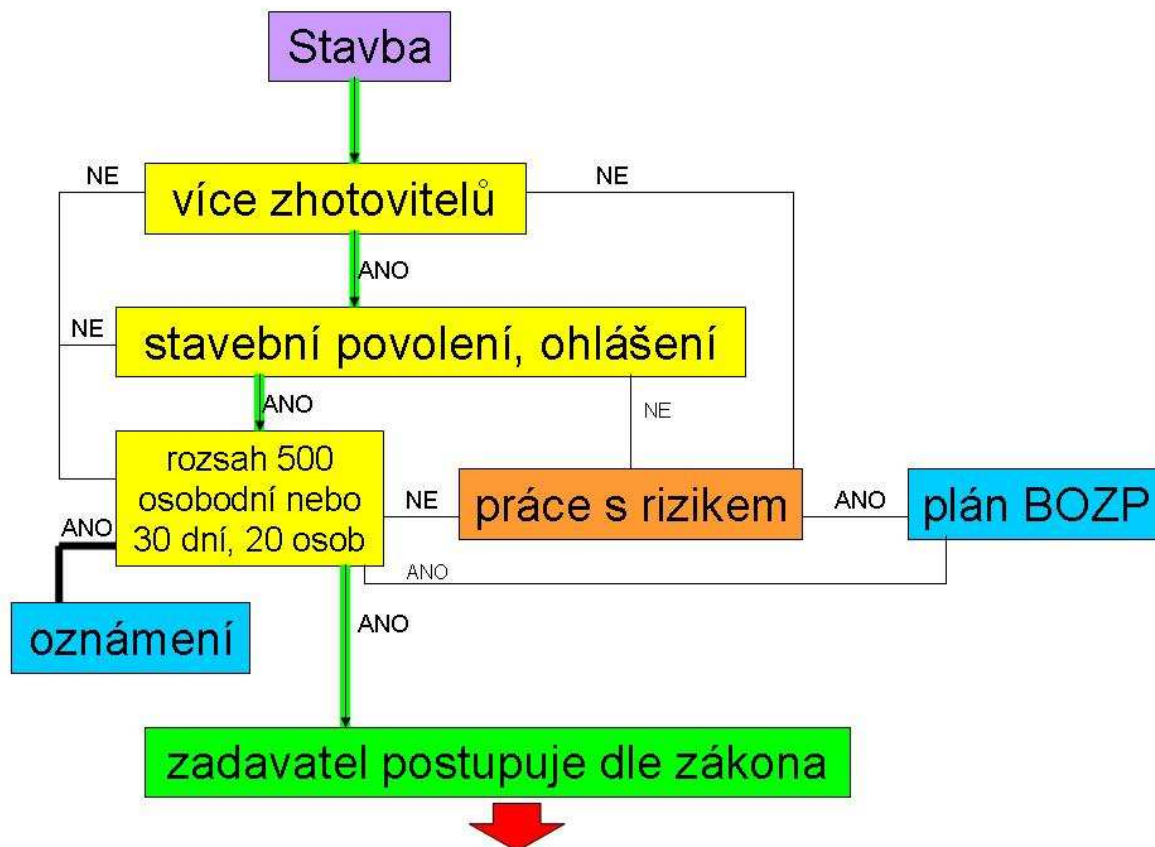 Stavba
NE
NE
více zhotovitelů
ANO
NE
stavební povolení, ohlášení
ANO
NE
rozsah 500
osobodní nebo
30 dní, 20 osob
NE
práce s rizikem
ANO
plán BOZP
ANO
ANO
oznámení
ANO
zadavatel postupuje dle zákona